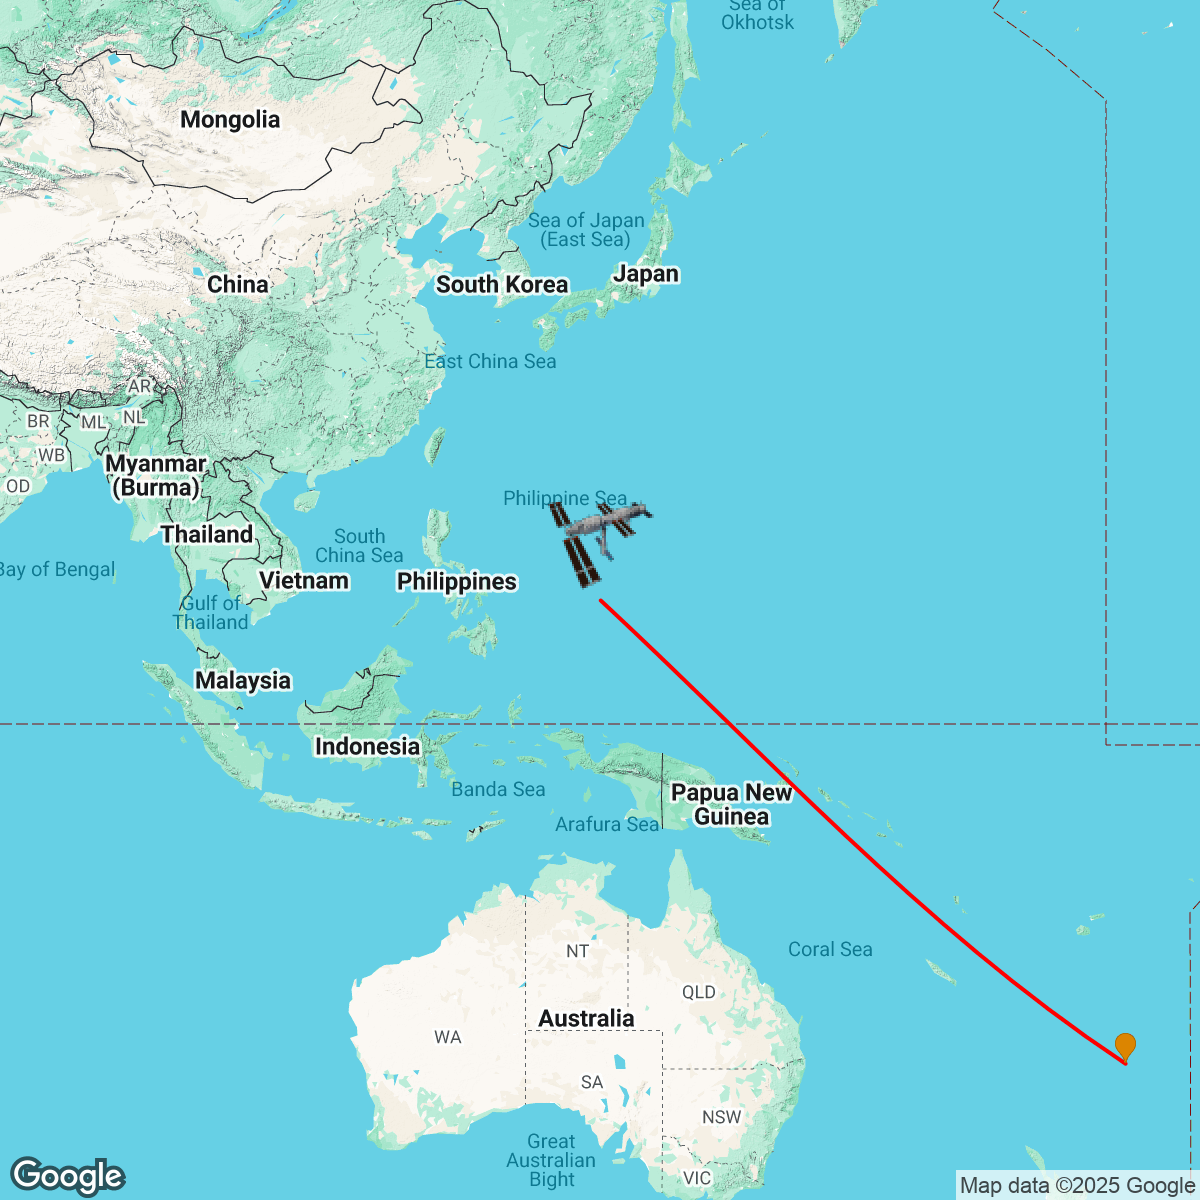 Sea of
Okhotsk
Mongolia
Sea of Japan
(East Sea)
Japan
China
South Korea
East China Sea
AR
BR
ML
NL
WB
Myanmar
(Burma)
OD
Philippine Sea
Thailand
South
China Sea
Bay of Bengal
Vietnam
Philippines
Gulf of
Thailand
Malaysia
Indonesia
Banda Sea
Papua New
Guinea
Arafura Sea
Coral Sea
NT
QLD
Australia
WA
SA
NSW
Great
Australian
Bight
VIC
Google
Map data ©2025 Google